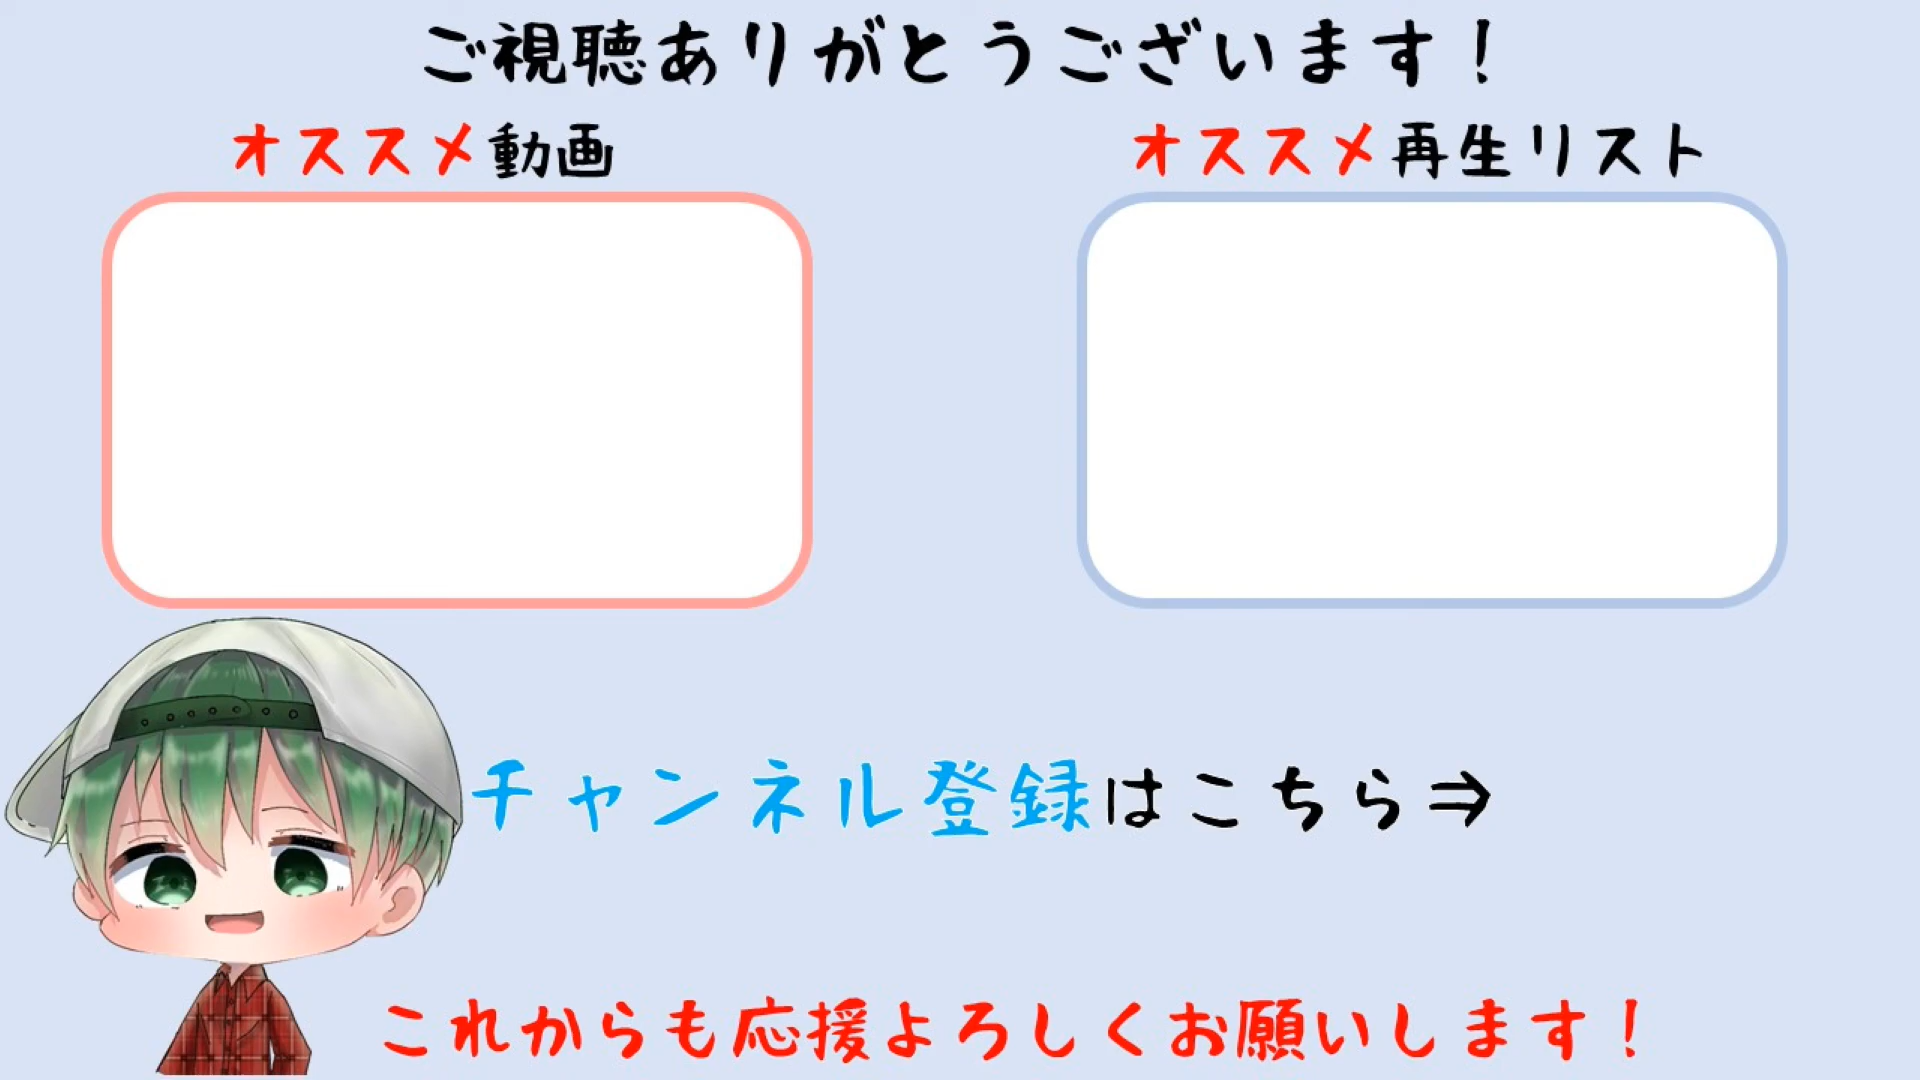 ご視聴ありがとうございます！
オススメ動画
オススメ再生リスト
チャンネル登録はこちら⇒
これからも応援よろしくお願いします！